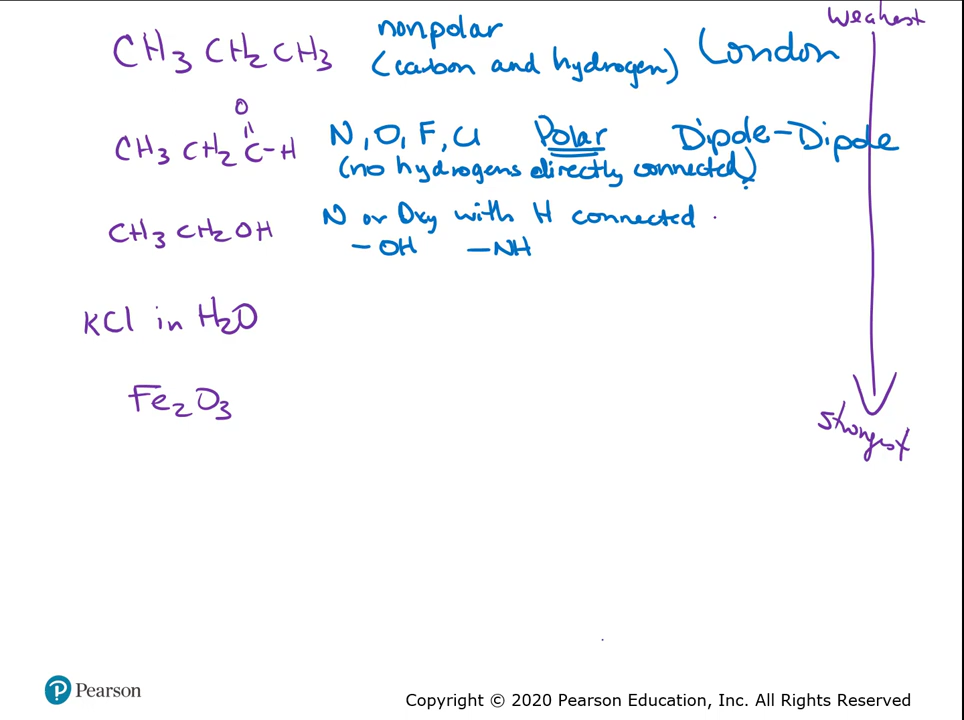 weakest
CH3 CH2 CH3 nonpolar (carbon and hydrogen) London
O
CH3 CH2 C-H N, O, F, Cl Polar Dipole-Dipole
(no hydrogens directly connected)
CH3 CH2OH N or Oxy with H connected
-OH -NH
KCl in H2O
Fe2O3
strongest
Pearson
Copyright © 2020 Pearson Education, Inc. All Rights Reserved